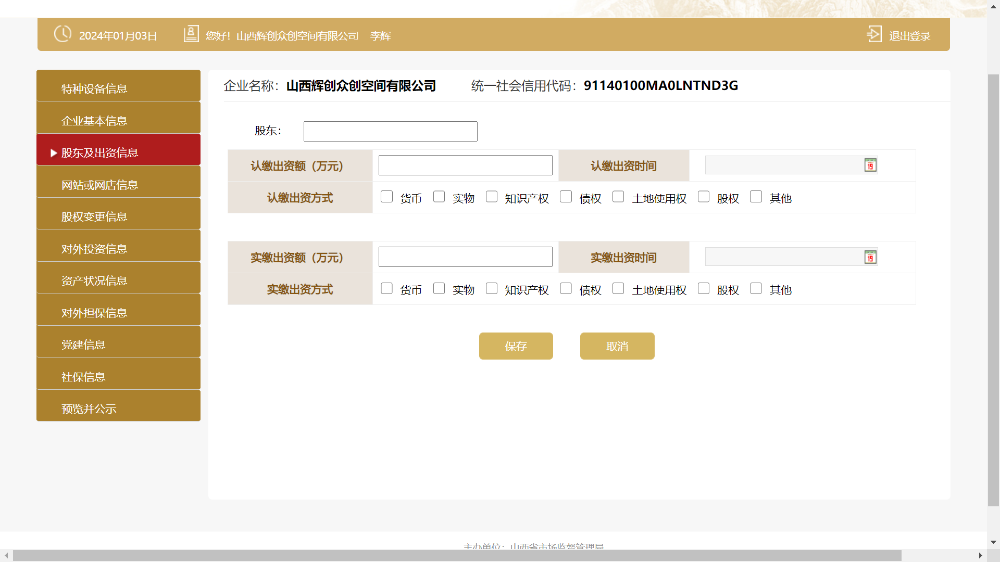 2024年01月03日 您好！山西辉创众创空间有限公司 李辉 退出登录
特种设备信息
企业基本信息
股东及出资信息
网站或网店信息
股权变更信息
对外投资信息
资产状况信息
对外担保信息
党建信息
社保信息
预览并公示
企业名称：山西辉创众创空间有限公司 统一社会信用代码：91140100MA0LNTND3G
股东：
认缴出资额（万元） 认缴出资时间 19
认缴出资方式 货币 实物 知识产权 债权 土地使用权 股权 其他
实缴出资额（万元） 实缴出资时间 19
实缴出资方式 货币 实物 知识产权 债权 土地使用权 股权 其他
保存 取消
主办单位：山西省市场监督管理局